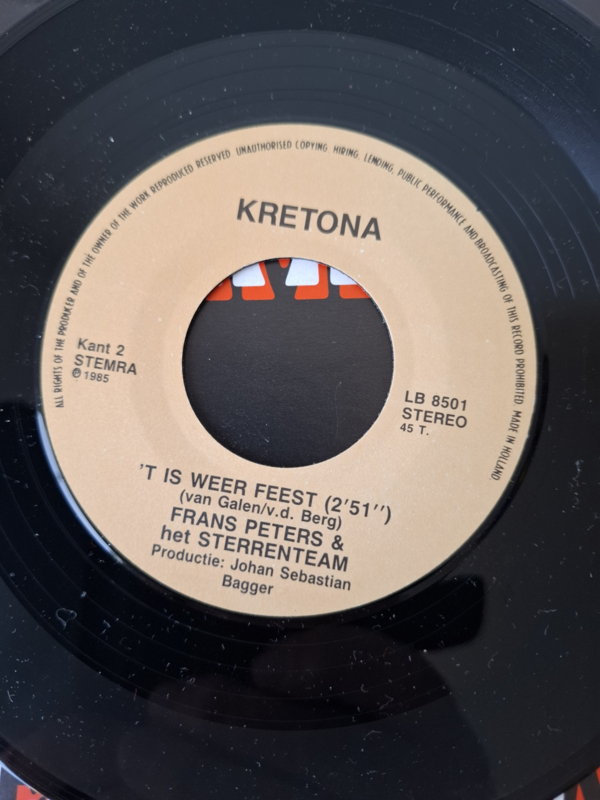 ALL RIGHTS OF THE PRODUCER AND OF THE OWNER OF THE WORK REPRODUCED RESERVED UNAUTHORISED COPYING, HIRING, LENDING, PUBLIC PERFORMANCE AND BROADCASTING OF THIS RECORD PROHIBITED MADE IN HOLLAND
KRETONA
Kant 2
STEMRA
℗ 1985
LB 8501
STEREO
45 T.
'T IS WEER FEEST (2'51'')
(van Galen/v.d. Berg)
FRANS PETERS &
het STERRENTEAM
Productie: Johan Sebastian
Bagger